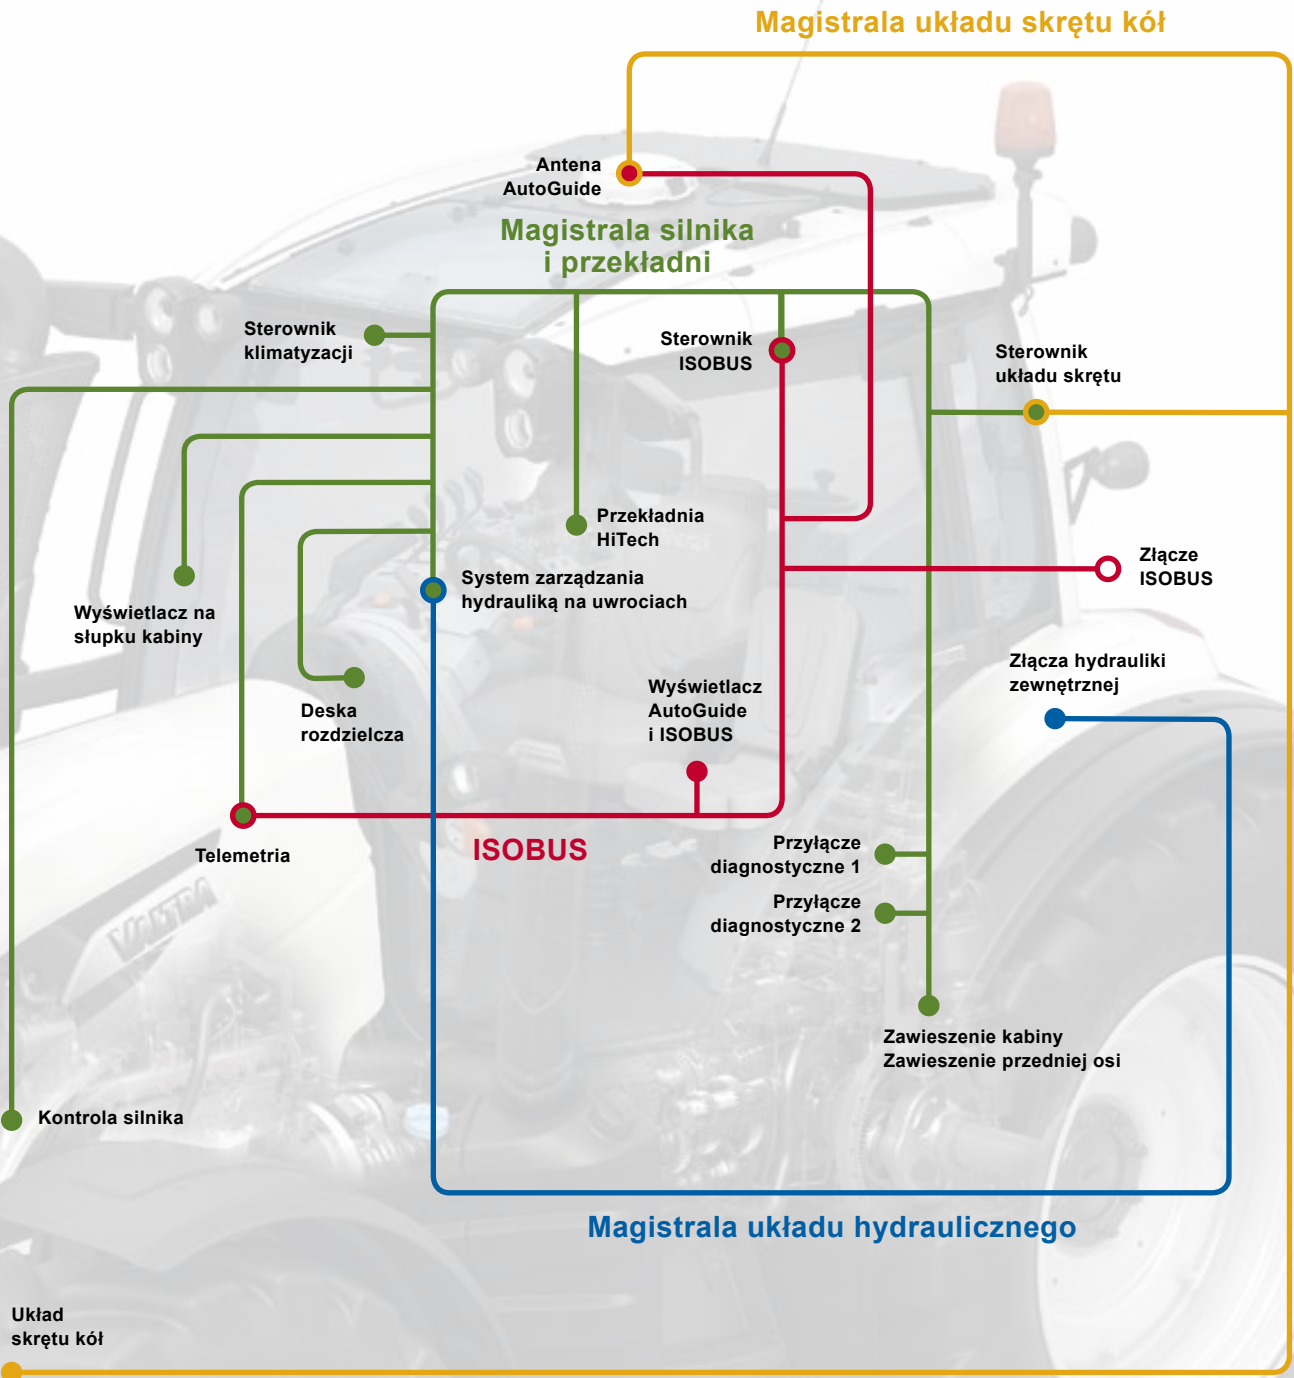 Magistrala układu skrętu kół
Antena
AutoGuide
Magistrala silnika
i przekładni
Sterownik
klimatyzacji
Sterownik
ISOBUS
Sterownik
układu skrętu
Przekładnia
HiTech
Złącze
ISOBUS
System zarządzania
hydrauliką na uwrociach
Wyświetlacz na
słupku kabiny
Złącza hydrauliki
zewnętrznej
Wyświetlacz
AutoGuide
i ISOBUS
Deska
rozdzielcza
Telemetria
ISOBUS
Przyłącze
diagnostyczne 1
Przyłącze
diagnostyczne 2
VALTRA
Zawieszenie kabiny
Zawieszenie przedniej osi
Kontrola silnika
Magistrala układu hydraulicznego
Układ
skrętu kół